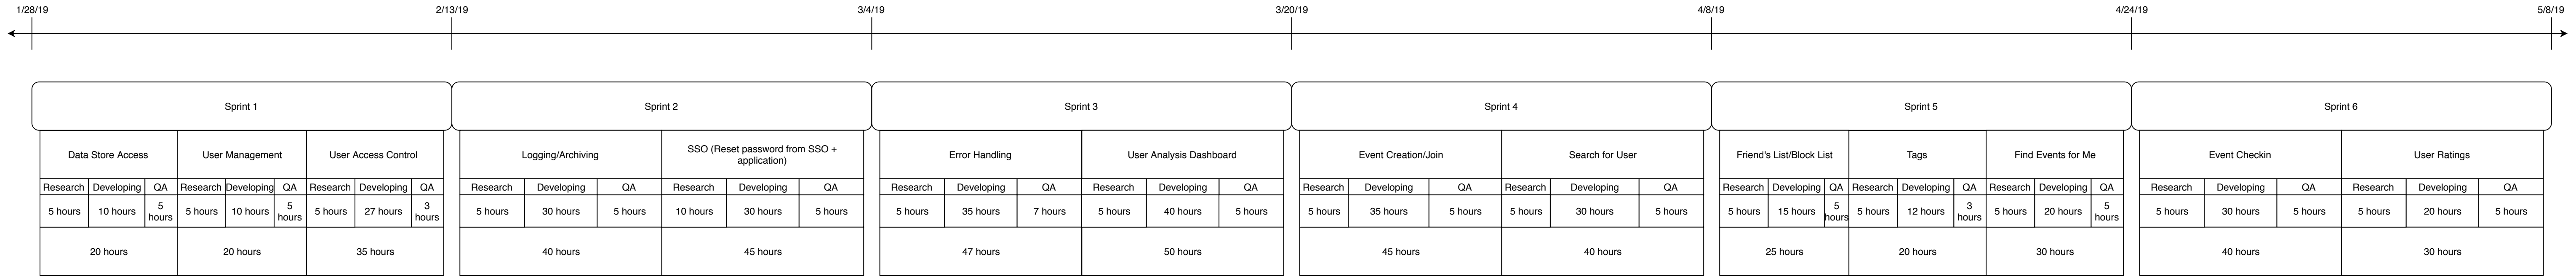 1/28/19 2/13/19 3/4/19 3/20/19 4/8/19 4/24/19 5/8/19
Sprint 1 Sprint 2 Sprint 3 Sprint 4 Sprint 5 Sprint 6
Data Store Access User Management User Access Control Logging/Archiving SSO (Reset password from SSO +
application) Error Handling User Analysis Dashboard Event Creation/Join Search for User Friend's List/Block List Tags Find Events for Me Event Checkin User Ratings
Research Developing QA Research Developing QA Research Developing QA Research Developing QA Research Developing QA Research Developing QA Research Developing QA Research Developing QA Research Developing QA Research Developing QA Research Developing QA Research Developing QA Research Developing QA Research Developing QA
5 hours 10 hours 5 hours 5 hours 10 hours 5 hours 5 hours 27 hours 3 hours 5 hours 30 hours 5 hours 10 hours 30 hours 5 hours 5 hours 35 hours 7 hours 5 hours 40 hours 5 hours 5 hours 35 hours 5 hours 5 hours 30 hours 5 hours 5 hours 15 hours 5 hours 5 hours 12 hours 3 hours 5 hours 20 hours 5 hours 5 hours 30 hours 5 hours 5 hours 20 hours 5 hours
20 hours 20 hours 35 hours 40 hours 45 hours 47 hours 50 hours 45 hours 40 hours 25 hours 20 hours 30 hours 40 hours 30 hours